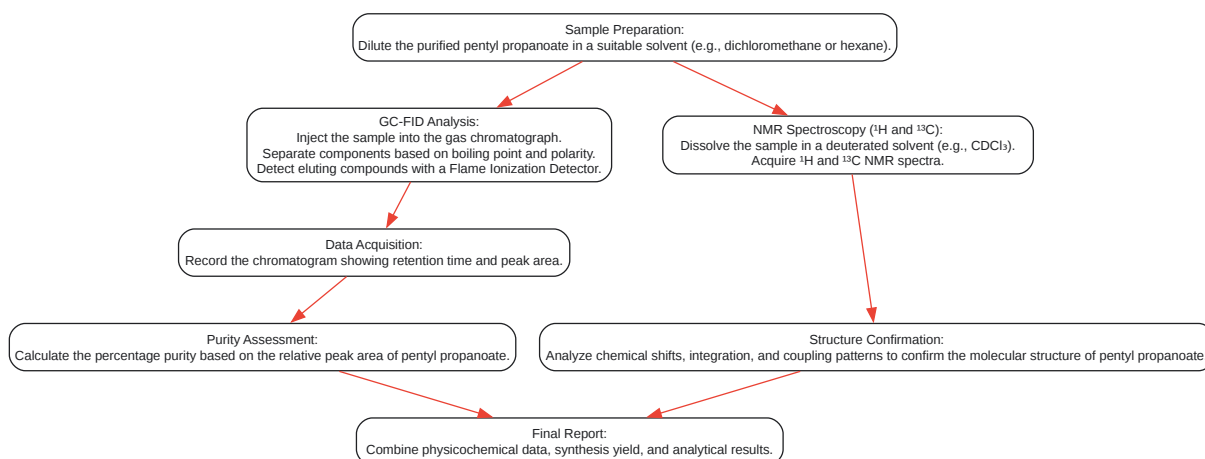 Sample Preparation:
Dilute the purified pentyl propanoate in a suitable solvent (e.g., dichloromethane or hexane).
GC-FID Analysis:
Inject the sample into the gas chromatograph.
Separate components based on boiling point and polarity.
Detect eluting compounds with a Flame Ionization Detector.
NMR Spectroscopy (¹H and ¹³C):
Dissolve the sample in a deuterated solvent (e.g., CDCl₃).
Acquire ¹H and ¹³C NMR spectra.
Data Acquisition:
Record the chromatogram showing retention time and peak area.
Purity Assessment:
Calculate the percentage purity based on the relative peak area of pentyl propanoate.
Structure Confirmation:
Analyze chemical shifts, integration, and coupling patterns to confirm the molecular structure of pentyl propanoate
Final Report:
Combine physicochemical data, synthesis yield, and analytical results.